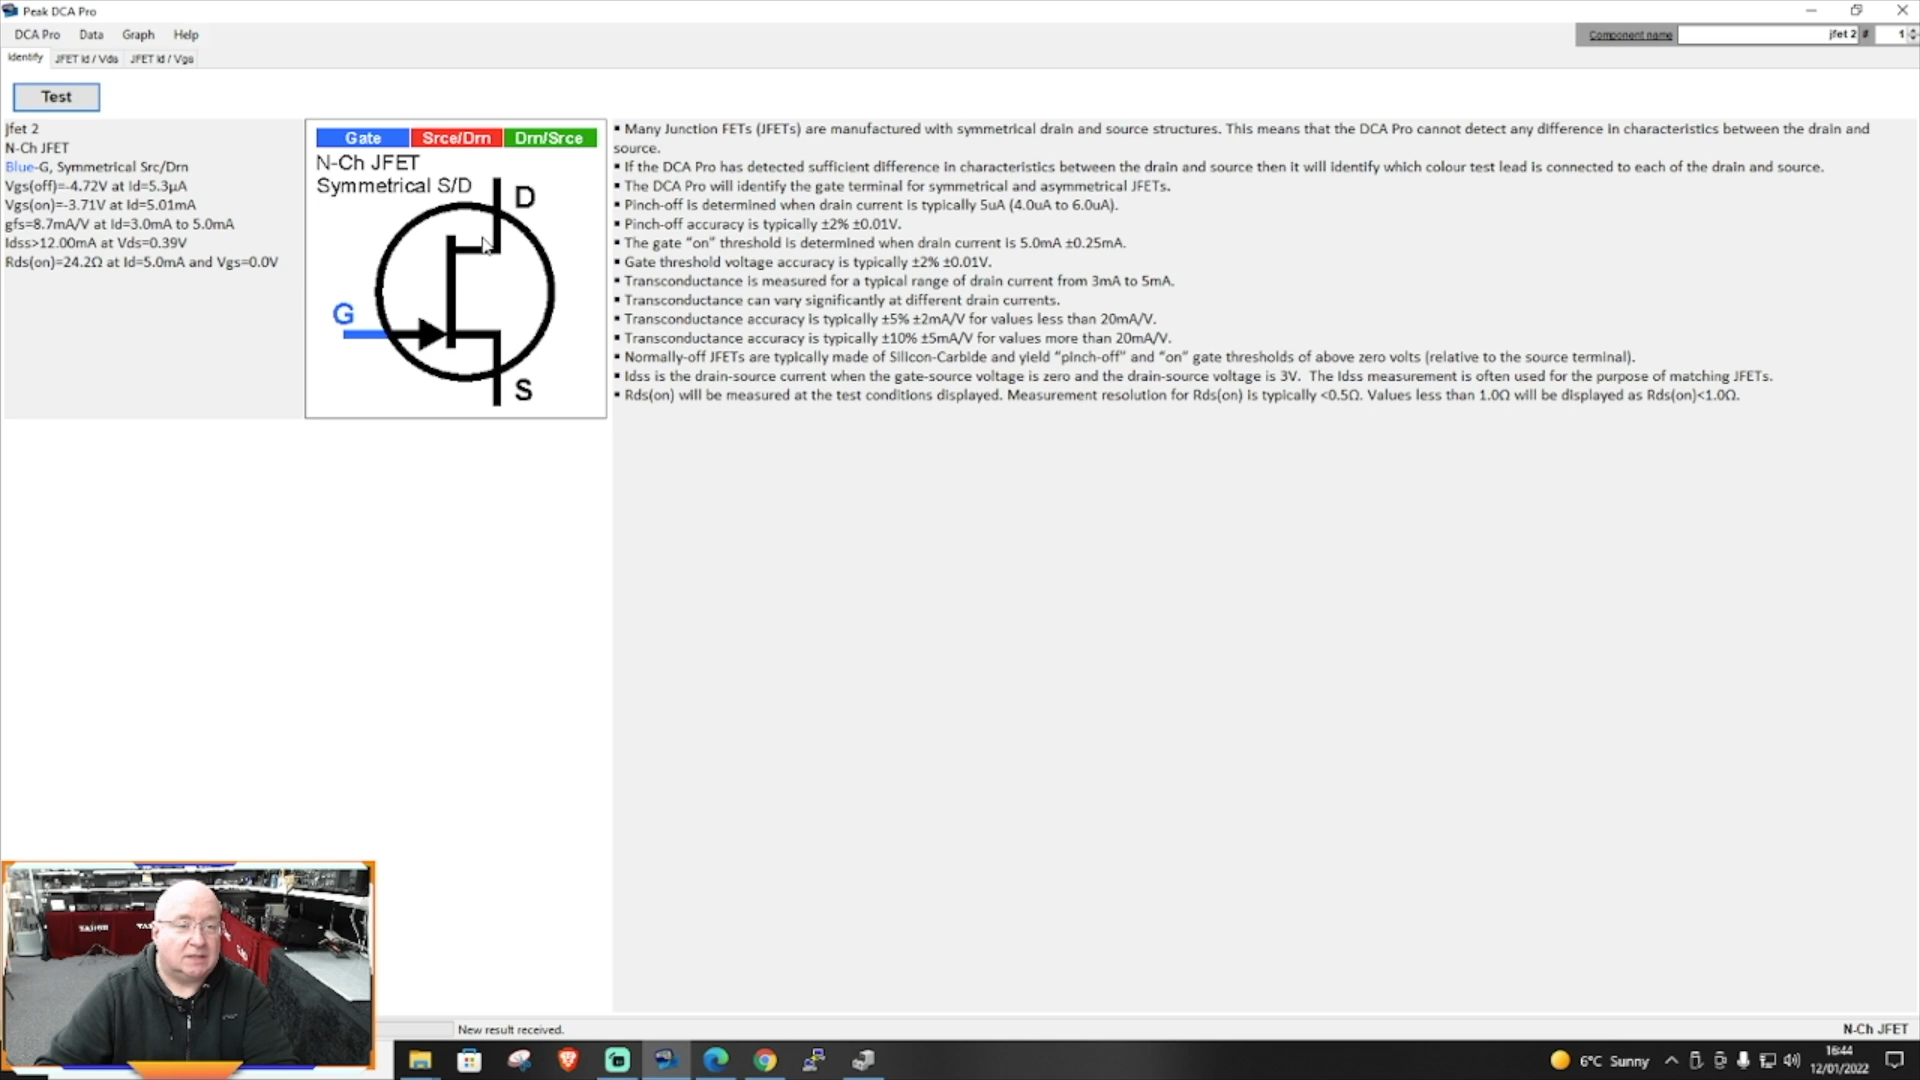 Peak DCA Pro
DCA Pro Data Graph Help
Component name jfet 2 # 1
Identify JFET Id / Vds JFET Id / Vgs
Test
jfet 2
N-Ch JFET
Blue-G, Symmetrical Src/Drn
Vgs(off)=-4.72V at Id=5.3µA
Vgs(on)=-3.71V at Id=5.01mA
gfs=8.7mA/V at Id=3.0mA to 5.0mA
Idss>12.00mA at Vds=0.39V
Rds(on)=24.2Ω at Id=5.0mA and Vgs=0.0V
Gate Srce/Drn Drn/Srce
N-Ch JFET
Symmetrical S/D
D
G
S
▪ Many Junction FETs (JFETs) are manufactured with symmetrical drain and source structures. This means that the DCA Pro cannot detect any difference in characteristics between the drain and
source.
▪ If the DCA Pro has detected sufficient difference in characteristics between the drain and source then it will identify which colour test lead is connected to each of the drain and source.
▪ The DCA Pro will identify the gate terminal for symmetrical and asymmetrical JFETs.
▪ Pinch-off is determined when drain current is typically 5uA (4.0uA to 6.0uA).
▪ Pinch-off accuracy is typically ±2% ±0.01V.
▪ The gate "on" threshold is determined when drain current is 5.0mA ±0.25mA.
▪ Gate threshold voltage accuracy is typically ±2% ±0.01V.
▪ Transconductance is measured for a typical range of drain current from 3mA to 5mA.
▪ Transconductance can vary significantly at different drain currents.
▪ Transconductance accuracy is typically ±5% ±2mA/V for values less than 20mA/V.
▪ Transconductance accuracy is typically ±10% ±5mA/V for values more than 20mA/V.
▪ Normally-off JFETs are typically made of Silicon-Carbide and yield "pinch-off" and "on" gate thresholds of above zero volts (relative to the source terminal).
▪ Idss is the drain-source current when the gate-source voltage is zero and the drain-source voltage is 3V. The Idss measurement is often used for the purpose of matching JFETs.
▪ Rds(on) will be measured at the test conditions displayed. Measurement resolution for Rds(on) is typically <0.5Ω. Values less than 1.0Ω will be displayed as Rds(on)<1.0Ω.
New result received.
N-Ch JFET
6°C Sunny
16:44
12/01/2022